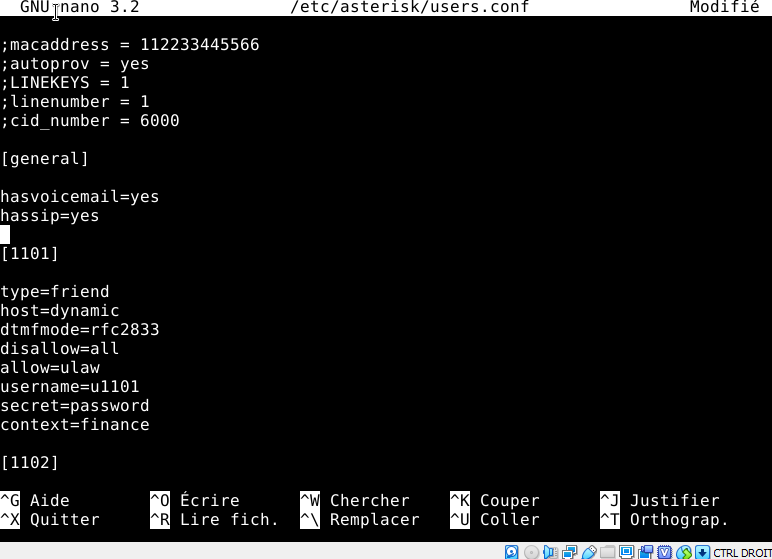 GNU nano 3.2 /etc/asterisk/users.conf Modifié
;macaddress = 112233445566
;autoprov = yes
;LINEKEYS = 1
;linenumber = 1
;cid_number = 6000
[general]
hasvoicemail=yes
hassip=yes
[1101]
type=friend
host=dynamic
dtmfmode=rfc2833
disallow=all
allow=ulaw
username=u1101
secret=password
context=finance
[1102]
^G Aide ^O Écrire ^W Chercher ^K Couper ^J Justifier
^X Quitter ^R Lire fich. ^\ Remplacer ^U Coller ^T Orthograp.
CTRL DROIT